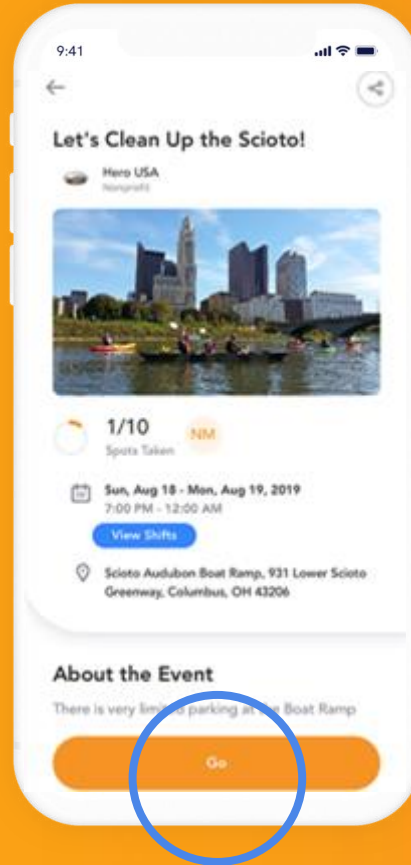 9:41
Let's Clean Up the Scioto!
Hero USA
Nonprofit
1/10
NM
Spots Taken
Sun, Aug 18 - Mon, Aug 19, 2019
7:00 PM - 12:00 AM
View Shifts
Scioto Audubon Boat Ramp, 931 Lower Scioto
Greenway, Columbus, OH 43206
About the Event
There is very limited parking at the Boat Ramp
Go